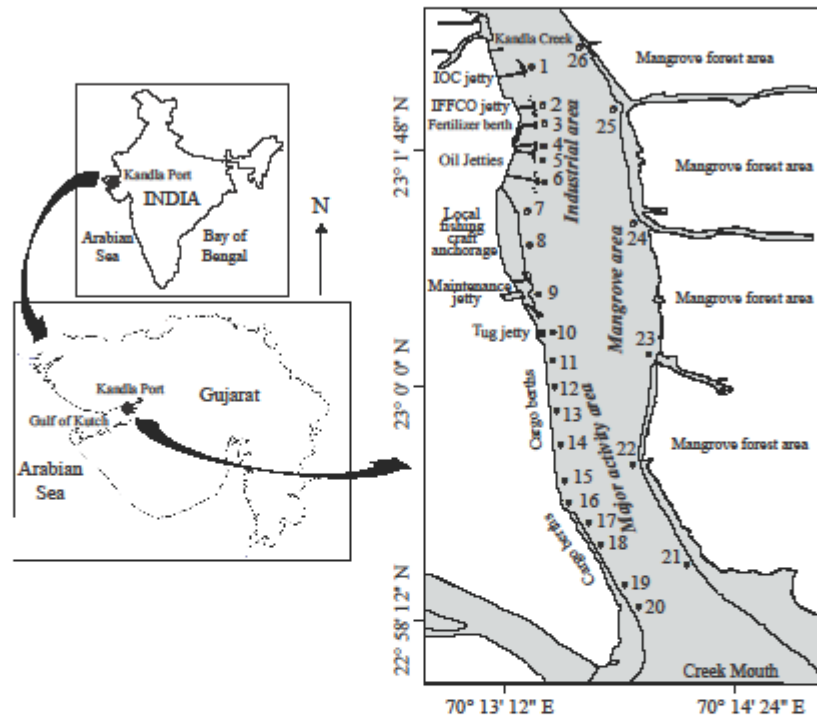 Kandla Port
INDIA
Arabian
Sea
Bay of
Bengal
N
Kandla Port
Gujarat
Gulf of Kutch
Arabian
Sea
23° 1' 48" N
23° 0' 0" N
22° 58' 12" N
Kandla Creek
26
Mangrove forest area
IOC jetty
1
IFFCO jetty
2
25
Fertilizer berth
3
4
Oil Jetties
5
6
Industrial area
Mangrove forest area
7
Local
fishing
craft
anchorage
8
24
Mangrove area
Maintenance
jetty
9
Mangrove forest area
Tug jetty
10
23
11
Cargo berths
12
13
14
Major activity area
22
Mangrove forest area
15
16
17
Cargo berths
18
21
19
20
Creek Mouth
70° 13' 12" E
70° 14' 24" E